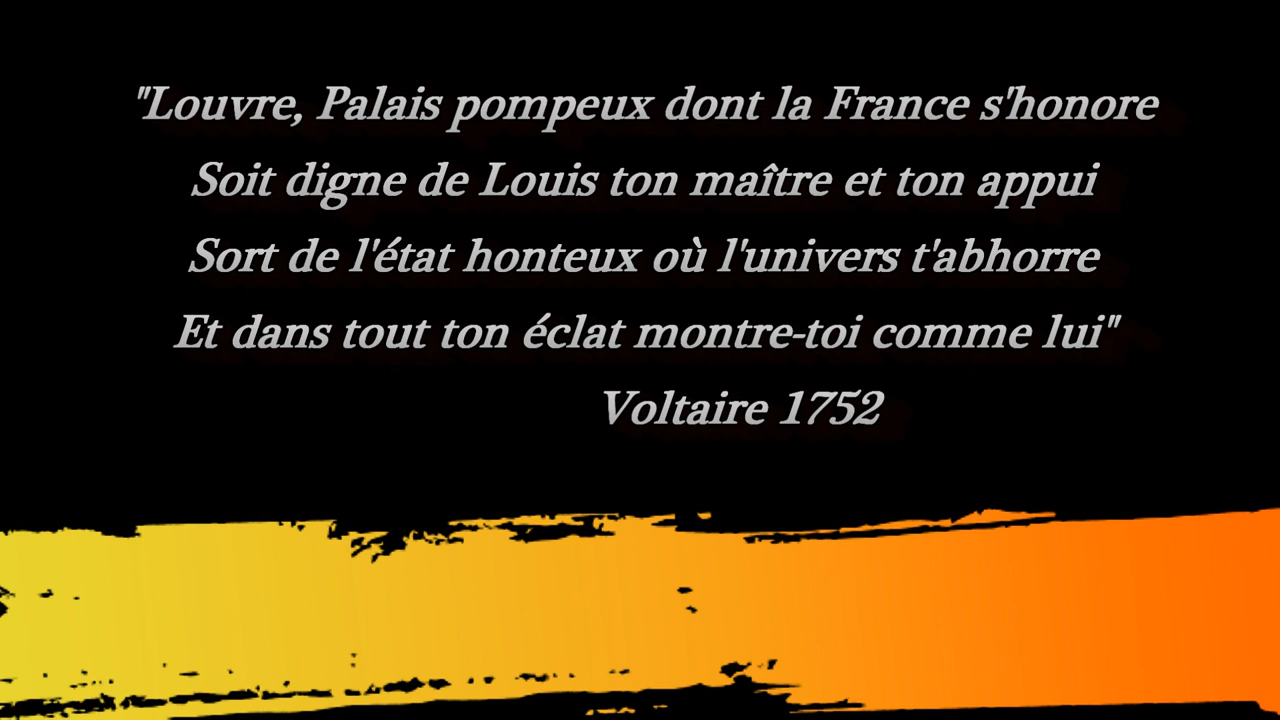 "Louvre, Palais pompeux dont la France s'honore
Soit digne de Louis ton maître et ton appui
Sort de l'état honteux où l'univers t'abhorre
Et dans tout ton éclat montre-toi comme lui"
Voltaire 1752